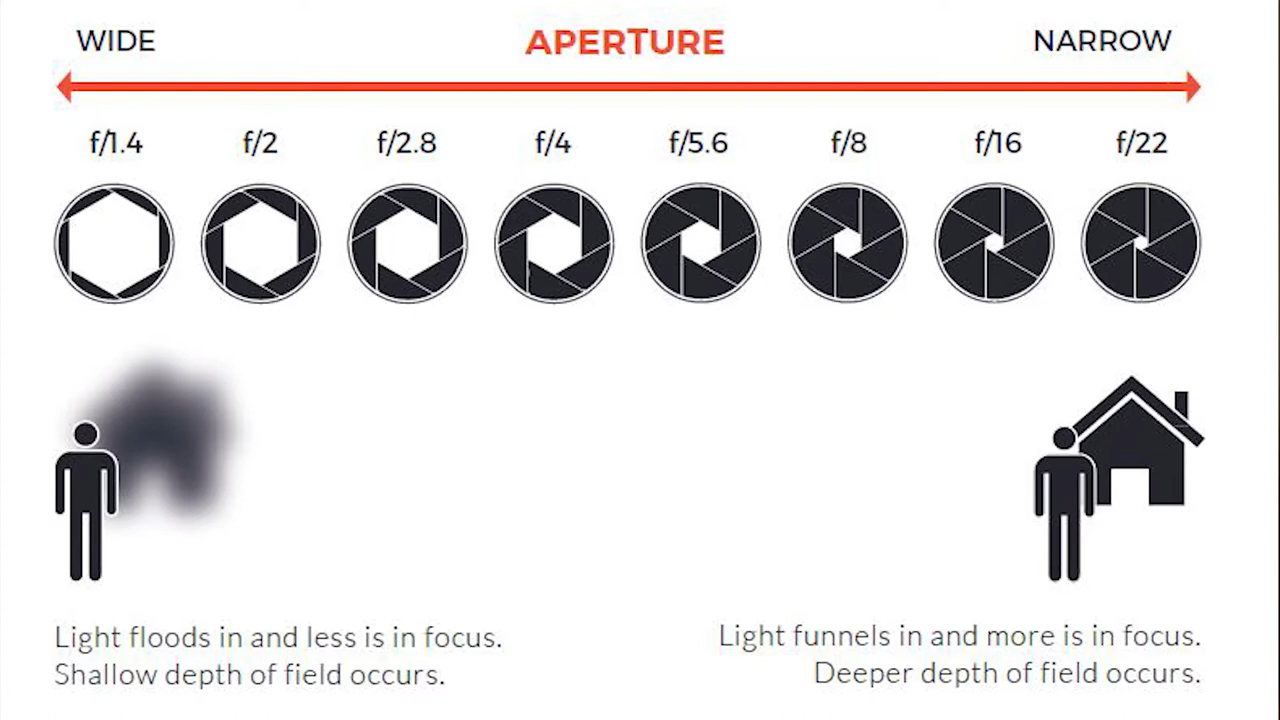 WIDE APERTURE NARROW
f/1.4 f/2 f/2.8 f/4 f/5.6 f/8 f/16 f/22
Light floods in and less is in focus.
Shallow depth of field occurs.
Light funnels in and more is in focus.
Deeper depth of field occurs.